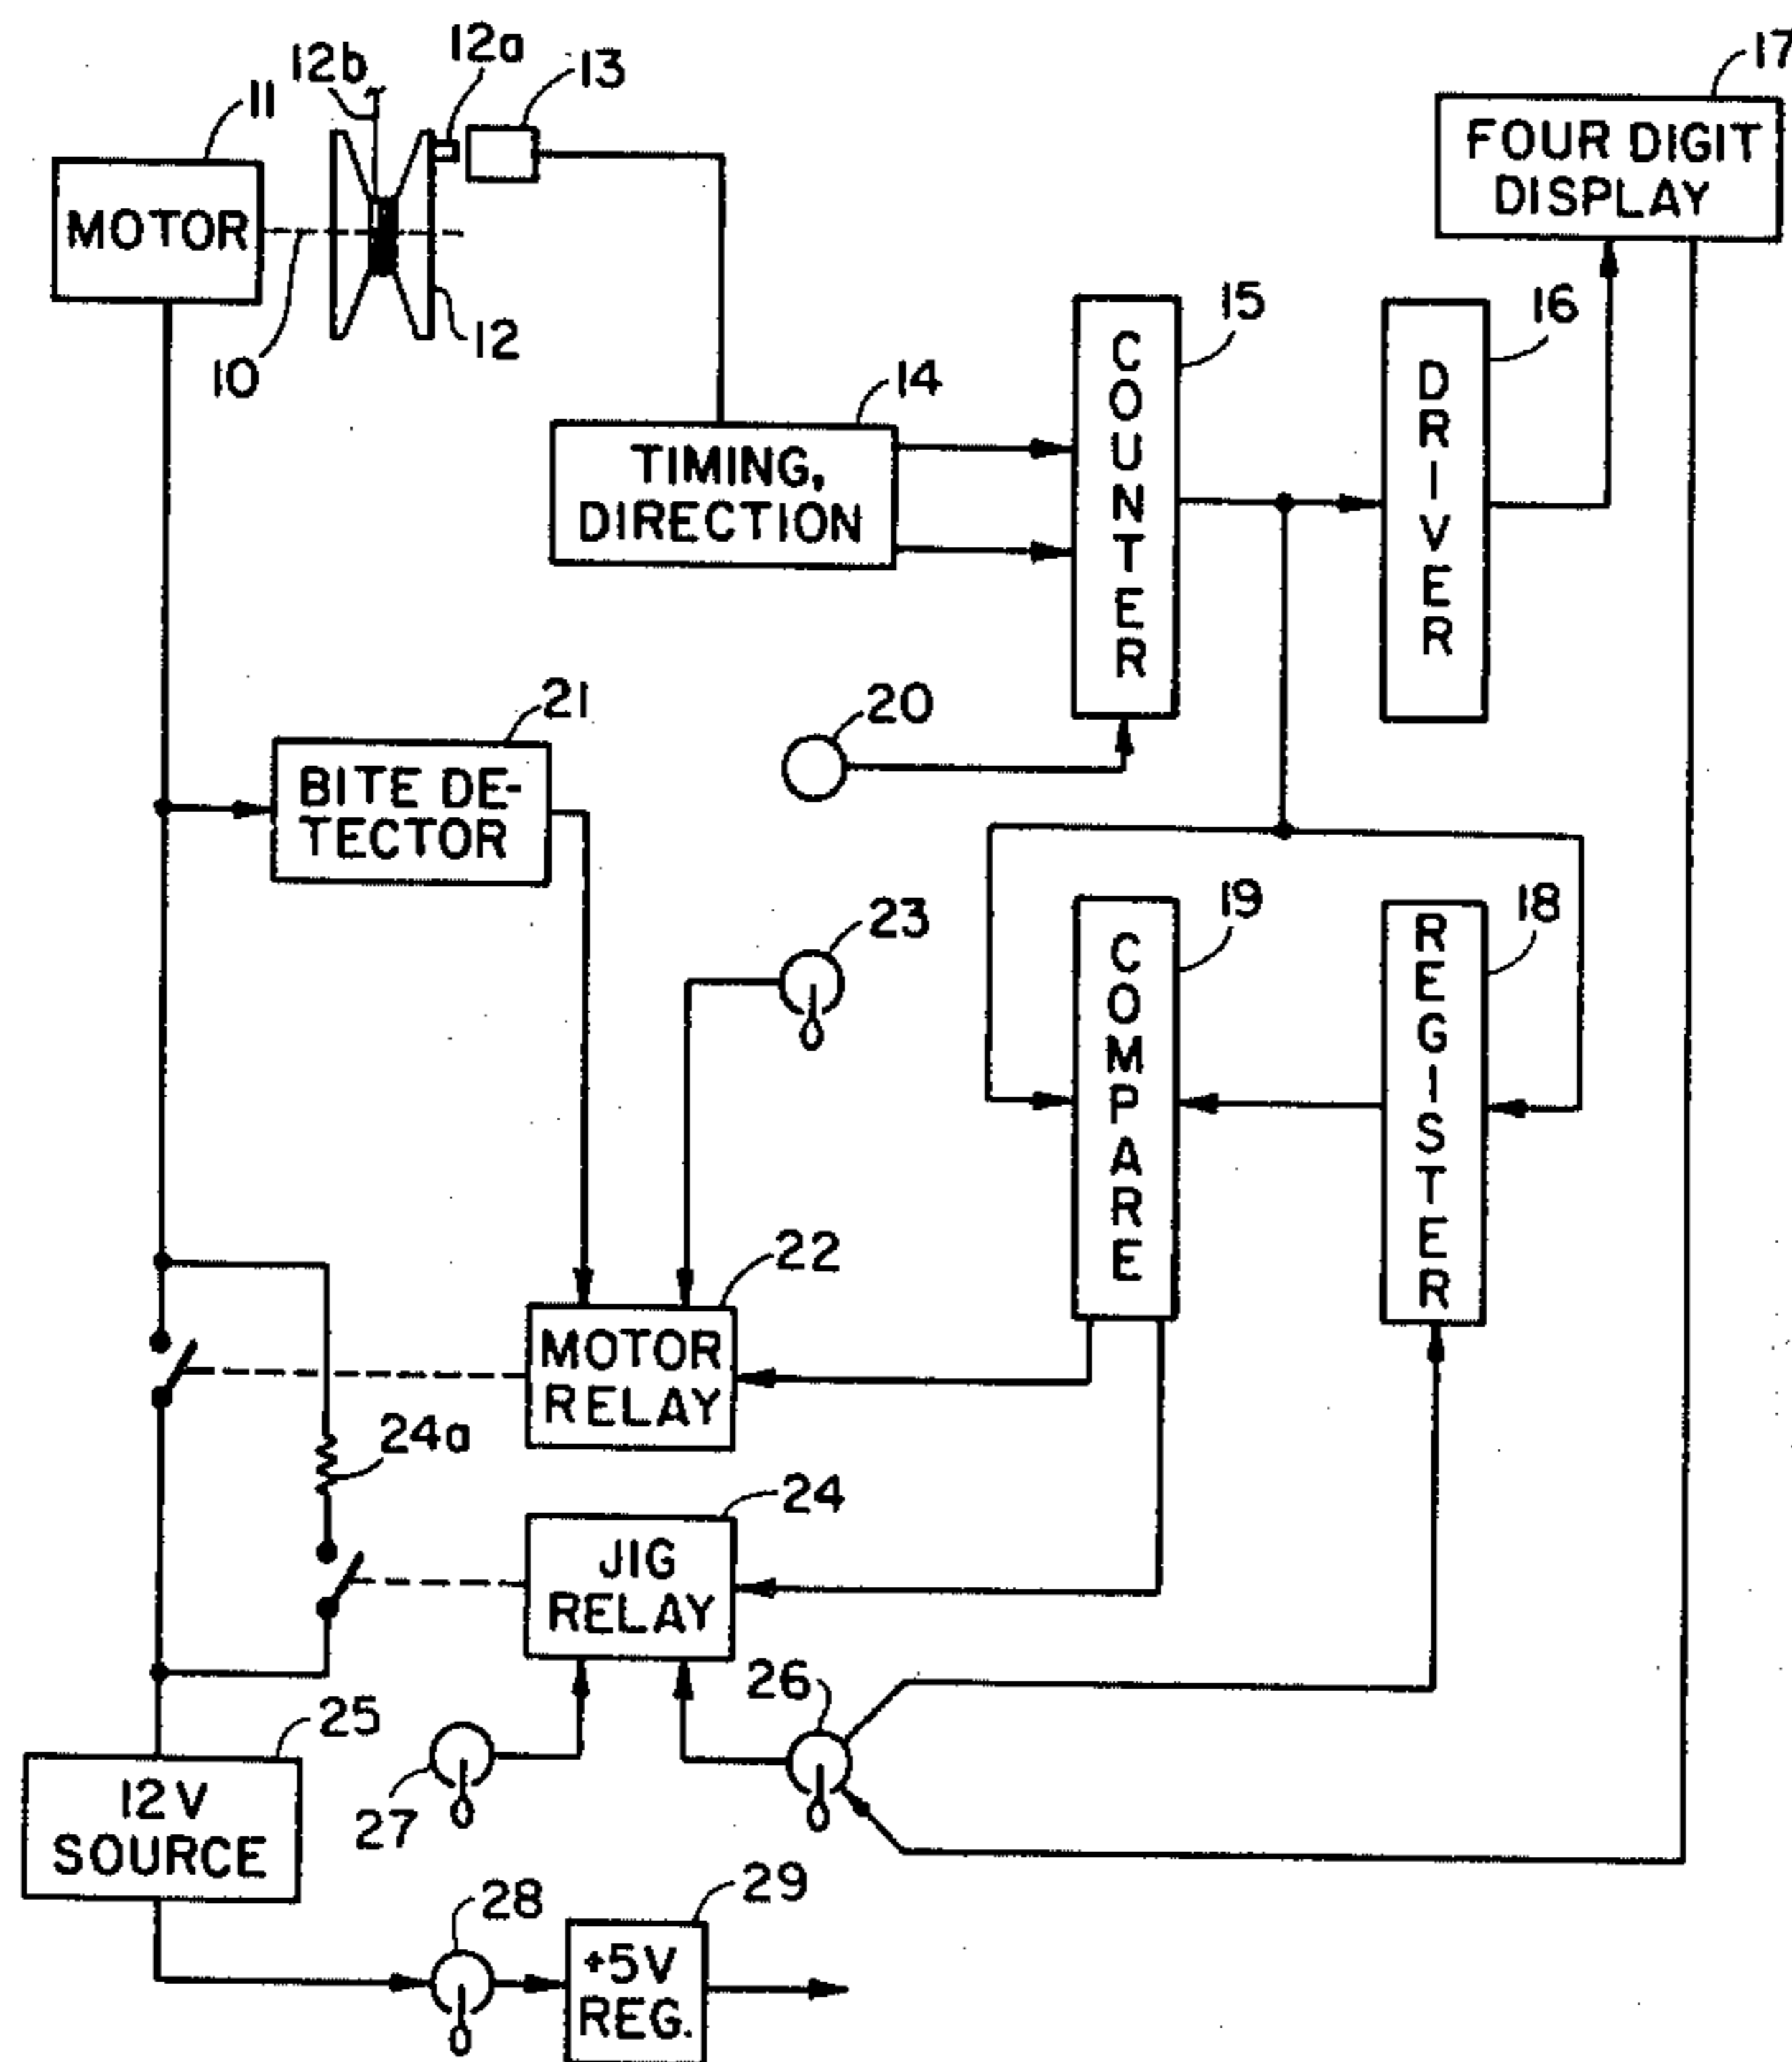 12b
12a
13
17
11
FOUR DIGIT
DISPLAY
MOTOR
10
12
15
16
14
COUNTER
DRIVER
TIMING,
DIRECTION
21
20
BITE DE-
TECTOR
23
19
18
COMPARE
REGISTER
22
MOTOR
RELAY
24a
24
JIG
RELAY
26
25
12V
SOURCE
27
28
29
+5V
REG.